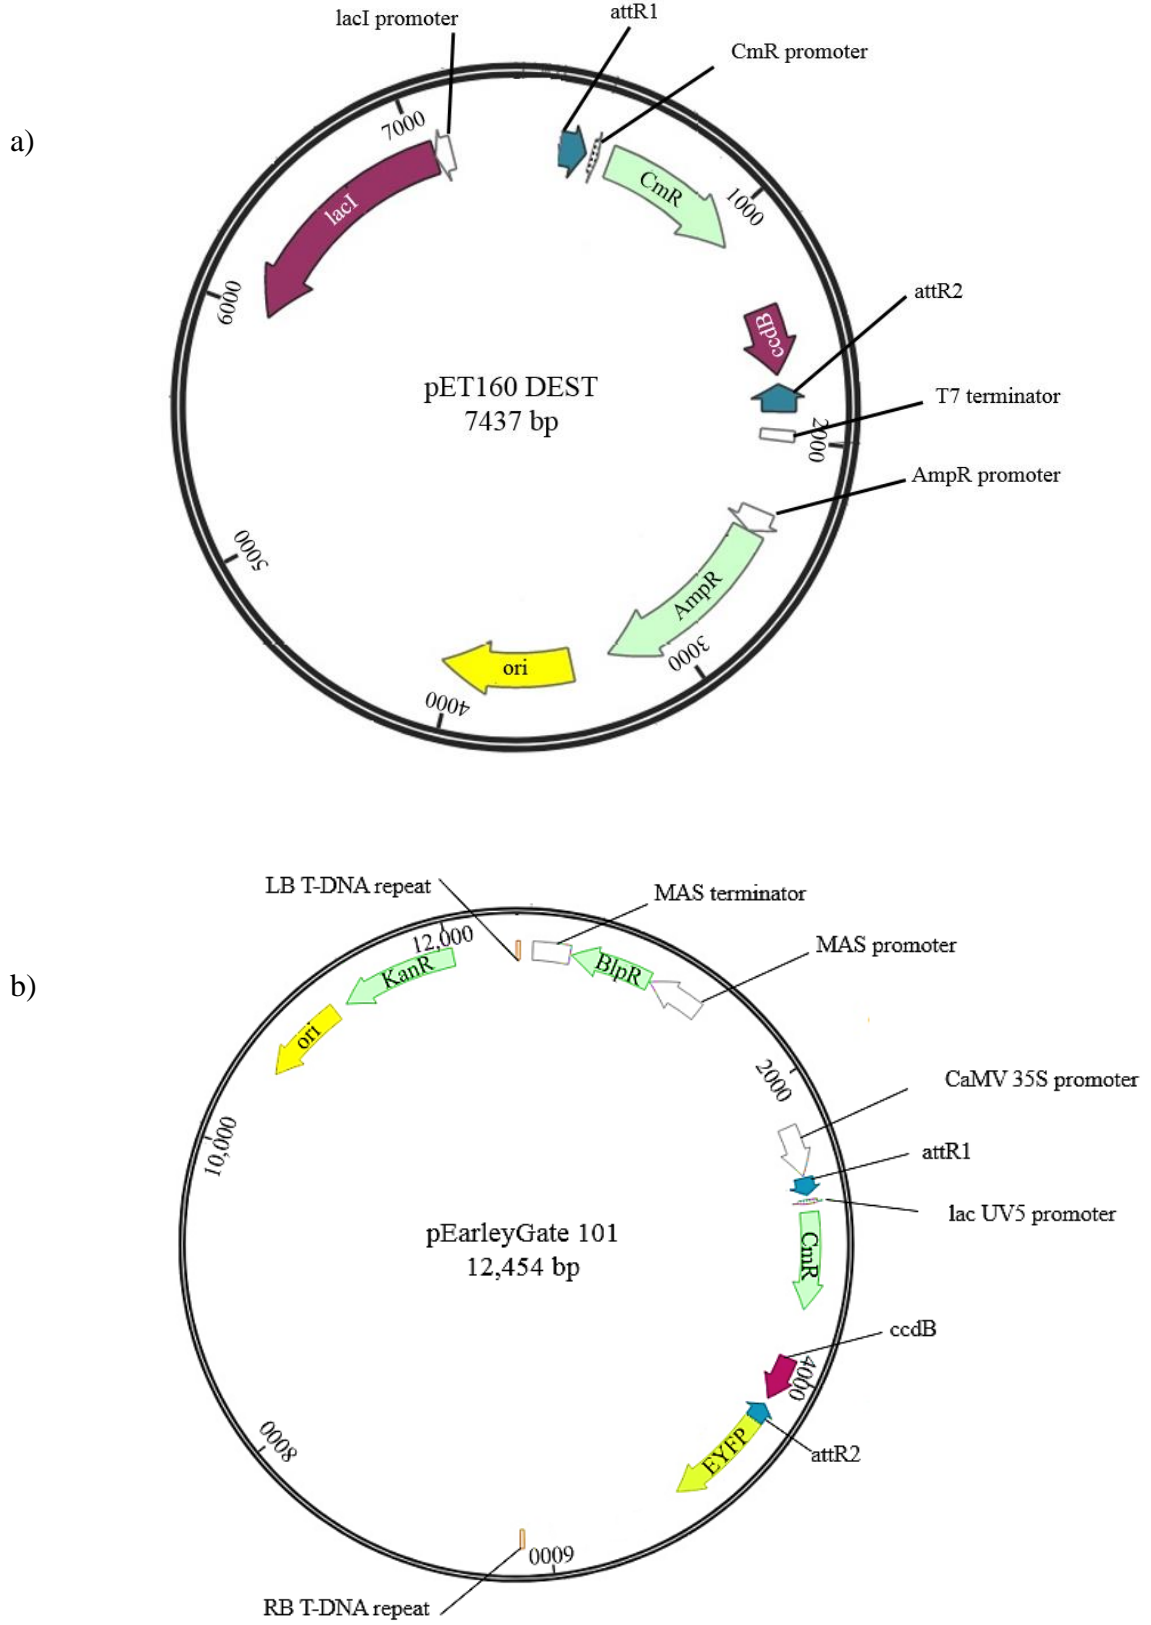 a)
lacI promoter
attR1
CmR promoter
7000
lacI
CmR
1000
6000
attR2
ccdB
pET160 DEST
7437 bp
T7 terminator
2000
AmpR promoter
5000
AmpR
3000
ori
4000
b)
LB T-DNA repeat
MAS terminator
12,000
MAS promoter
KanR
BlpR
ori
2000
CaMV 35S promoter
10,000
attR1
lac UV5 promoter
pEarleyGate 101
12,454 bp
CmR
ccdB
4000
8000
EYFP
attR2
6000
RB T-DNA repeat